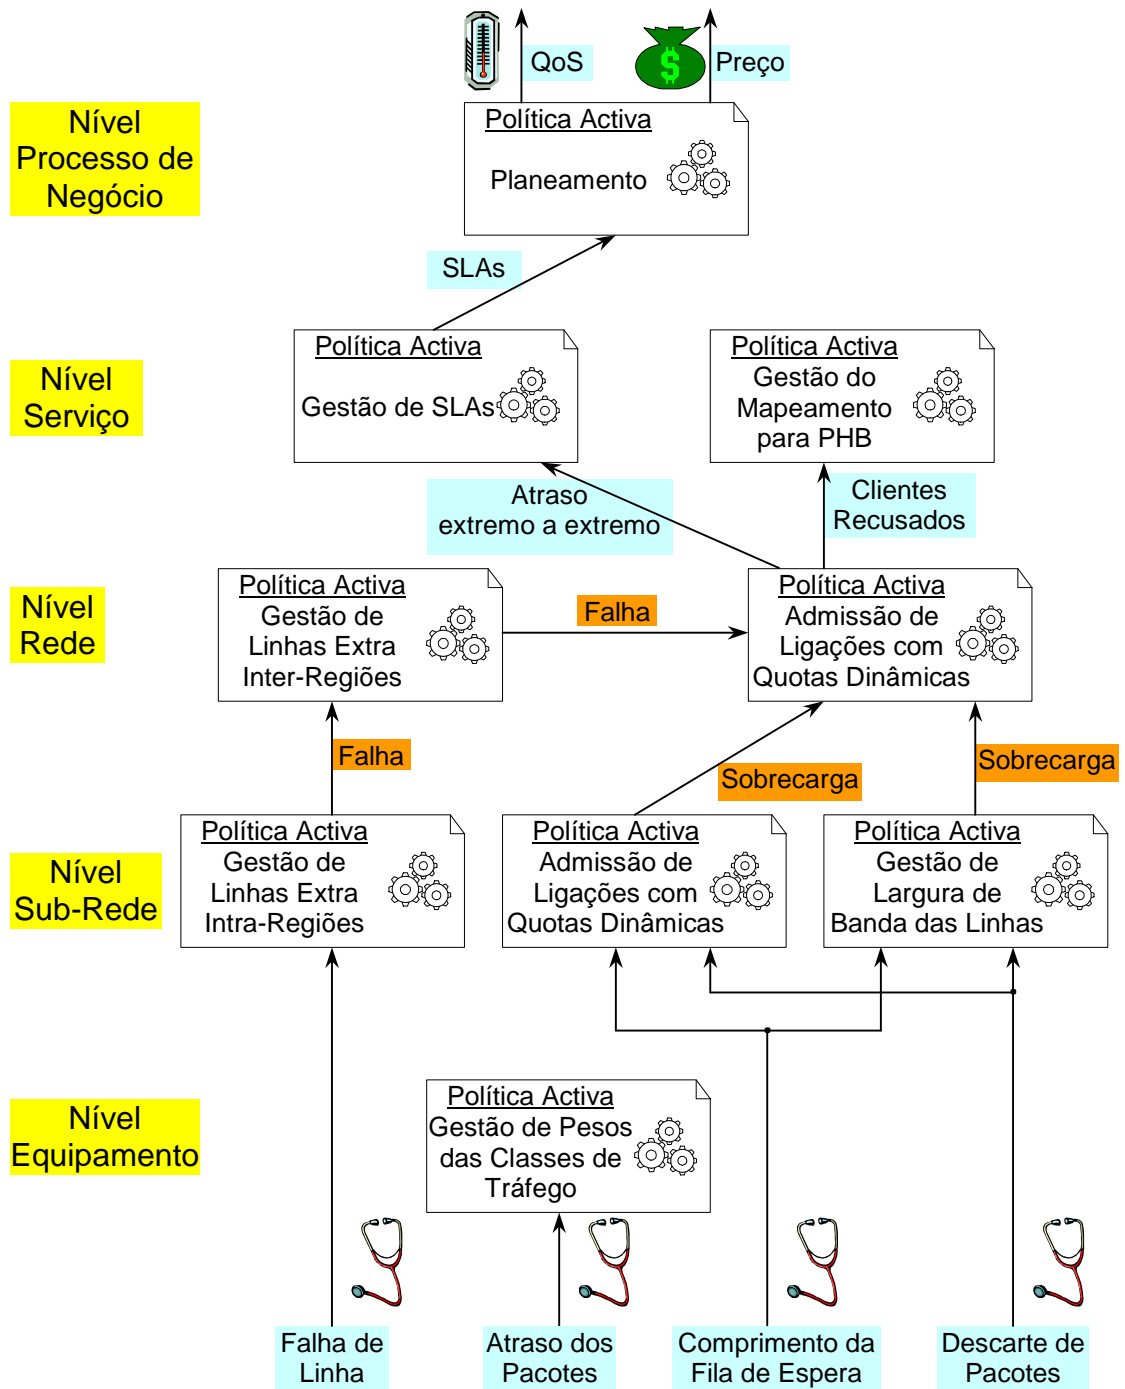 QoS
$
Preço
Nível
Processo de
Negócio
Política Activa
Planeamento
SLAs
Nível
Serviço
Política Activa
Gestão de SLAs
Política Activa
Gestão do
Mapeamento
para PHB
Atraso
extremo a extremo
Clientes
Recusados
Nível
Rede
Política Activa
Gestão de
Linhas Extra
Inter-Regiões
Falha
Política Activa
Admissão de
Ligações com
Quotas Dinâmicas
Falha
Sobrecarga
Sobrecarga
Nível
Sub-Rede
Política Activa
Gestão de
Linhas Extra
Intra-Regiões
Política Activa
Admissão de
Ligações com
Quotas Dinâmicas
Política Activa
Gestão de
Largura de
Banda das Linhas
Nível
Equipamento
Política Activa
Gestão de Pesos
das Classes de
Tráfego
Falha de
Linha
Atraso dos
Pacotes
Comprimento da
Fila de Espera
Descarte de
Pacotes